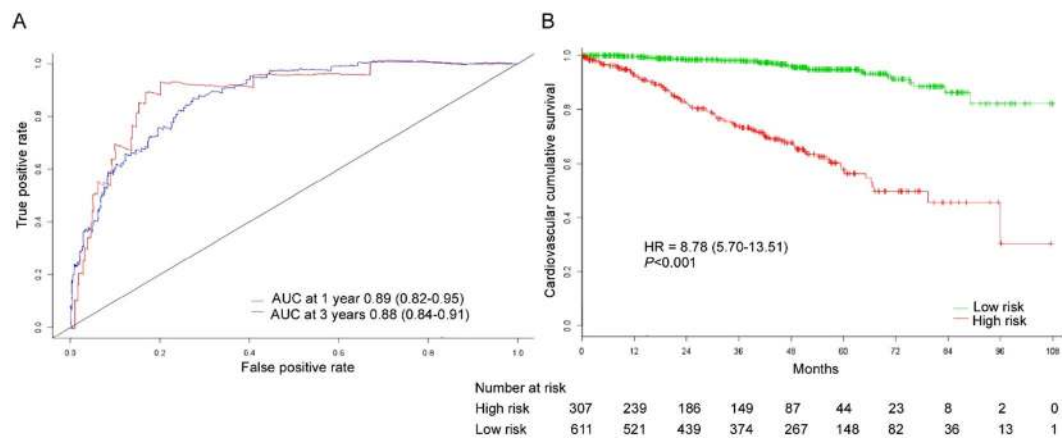 A
True positive rate
1.0
0.8
0.6
0.4
0.2
0.0
AUC at 1 year 0.89 (0.82-0.95)
AUC at 3 years 0.88 (0.84-0.91)
0.0 0.2 0.4 0.6 0.8 1.0
False positive rate
B
Cardiovascular cumulative survival
1.0
0.8
0.6
0.4
0.2
0.0
HR = 8.78 (5.70-13.51)
P<0.001
Low risk
High risk
0 12 24 36 48 60 72 84 96 108
Months
Number at risk
High risk 307 239 186 149 87 44 23 8 2 0
Low risk 611 521 439 374 267 148 82 36 13 1